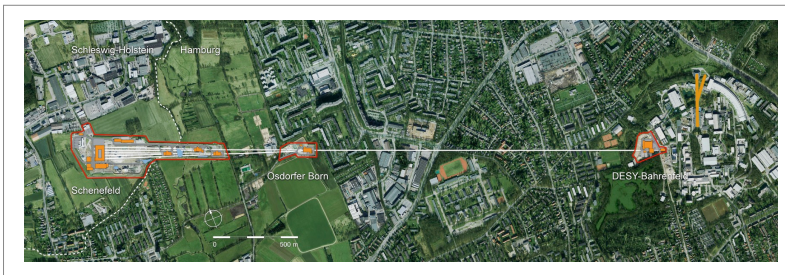 Schleswig-Holstein
Hamburg
Schenefeld
Osdorfer Born
DESY-Bahrenfeld
0
500 m